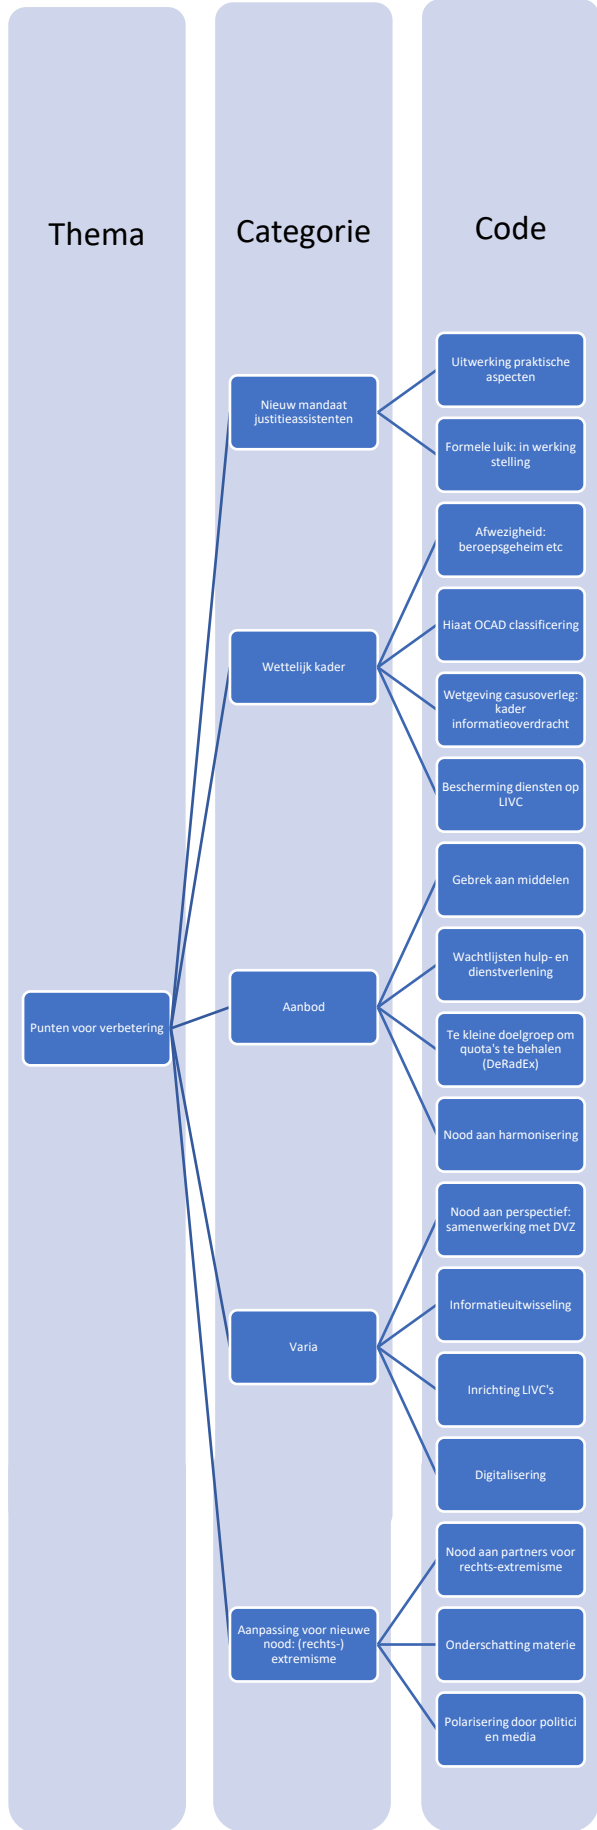 Thema
Categorie
Code
Punten voor verbetering
Nieuw mandaat
justitieassistenten
Uitwerking praktische
aspecten
Formele luik: in werking
stelling
Wettelijk kader
Afwezigheid:
beroepsgeheim etc
Hiaat OCAD classificering
Wetgeving casusoverleg:
kader
informatieoverdracht
Bescherming diensten op
LIVC
Aanbod
Gebrek aan middelen
Wachtlijsten hulp- en
dienstverlening
Te kleine doelgroep om
quota's te behalen
(DeRadEx)
Nood aan harmonisering
Varia
Nood aan perspectief:
samenwerking met DVZ
Informatieuitwisseling
Inrichting LIVC's
Digitalisering
Aanpassing voor nieuwe
nood: (rechts-)
extremisme
Nood aan partners voor
rechts-extremisme
Onderschatting materie
Polarisering door politici
en media